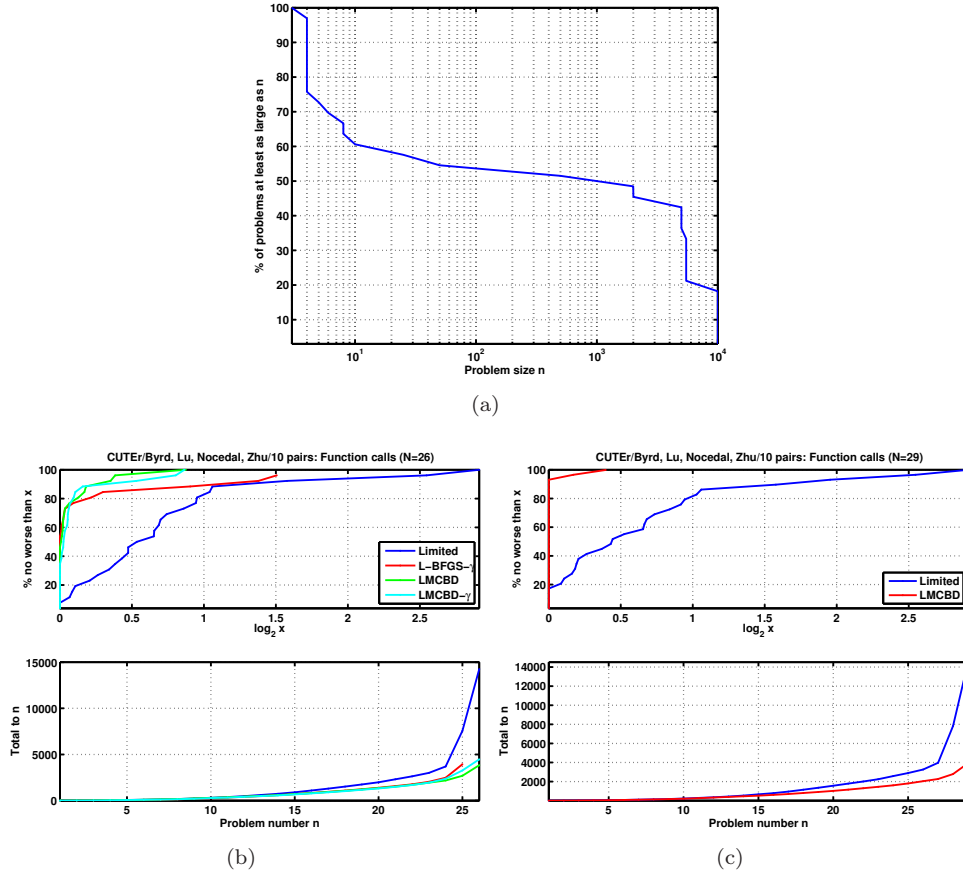 100
90
80
70
60
50
40
30
20
10
% of problems at least as large as n
10^1
10^2
10^3
10^4
Problem size n
(a)
CUTEr/Byrd, Lu, Nocedal, Zhu/10 pairs: Function calls (N=26)
100
80
60
40
20
% no worse than x
Limited
L-BFGS-γ
LMCBD
LMCBD-γ
0
0.5
1
1.5
2
2.5
log_2 x
15000
10000
5000
0
Total to n
5
10
15
20
25
Problem number n
(b)
CUTEr/Byrd, Lu, Nocedal, Zhu/10 pairs: Function calls (N=29)
100
80
60
40
20
% no worse than x
Limited
LMCBD
0
0.5
1
1.5
2
2.5
log_2 x
14000
12000
10000
8000
6000
4000
2000
Total to n
5
10
15
20
25
Problem number n
(c)